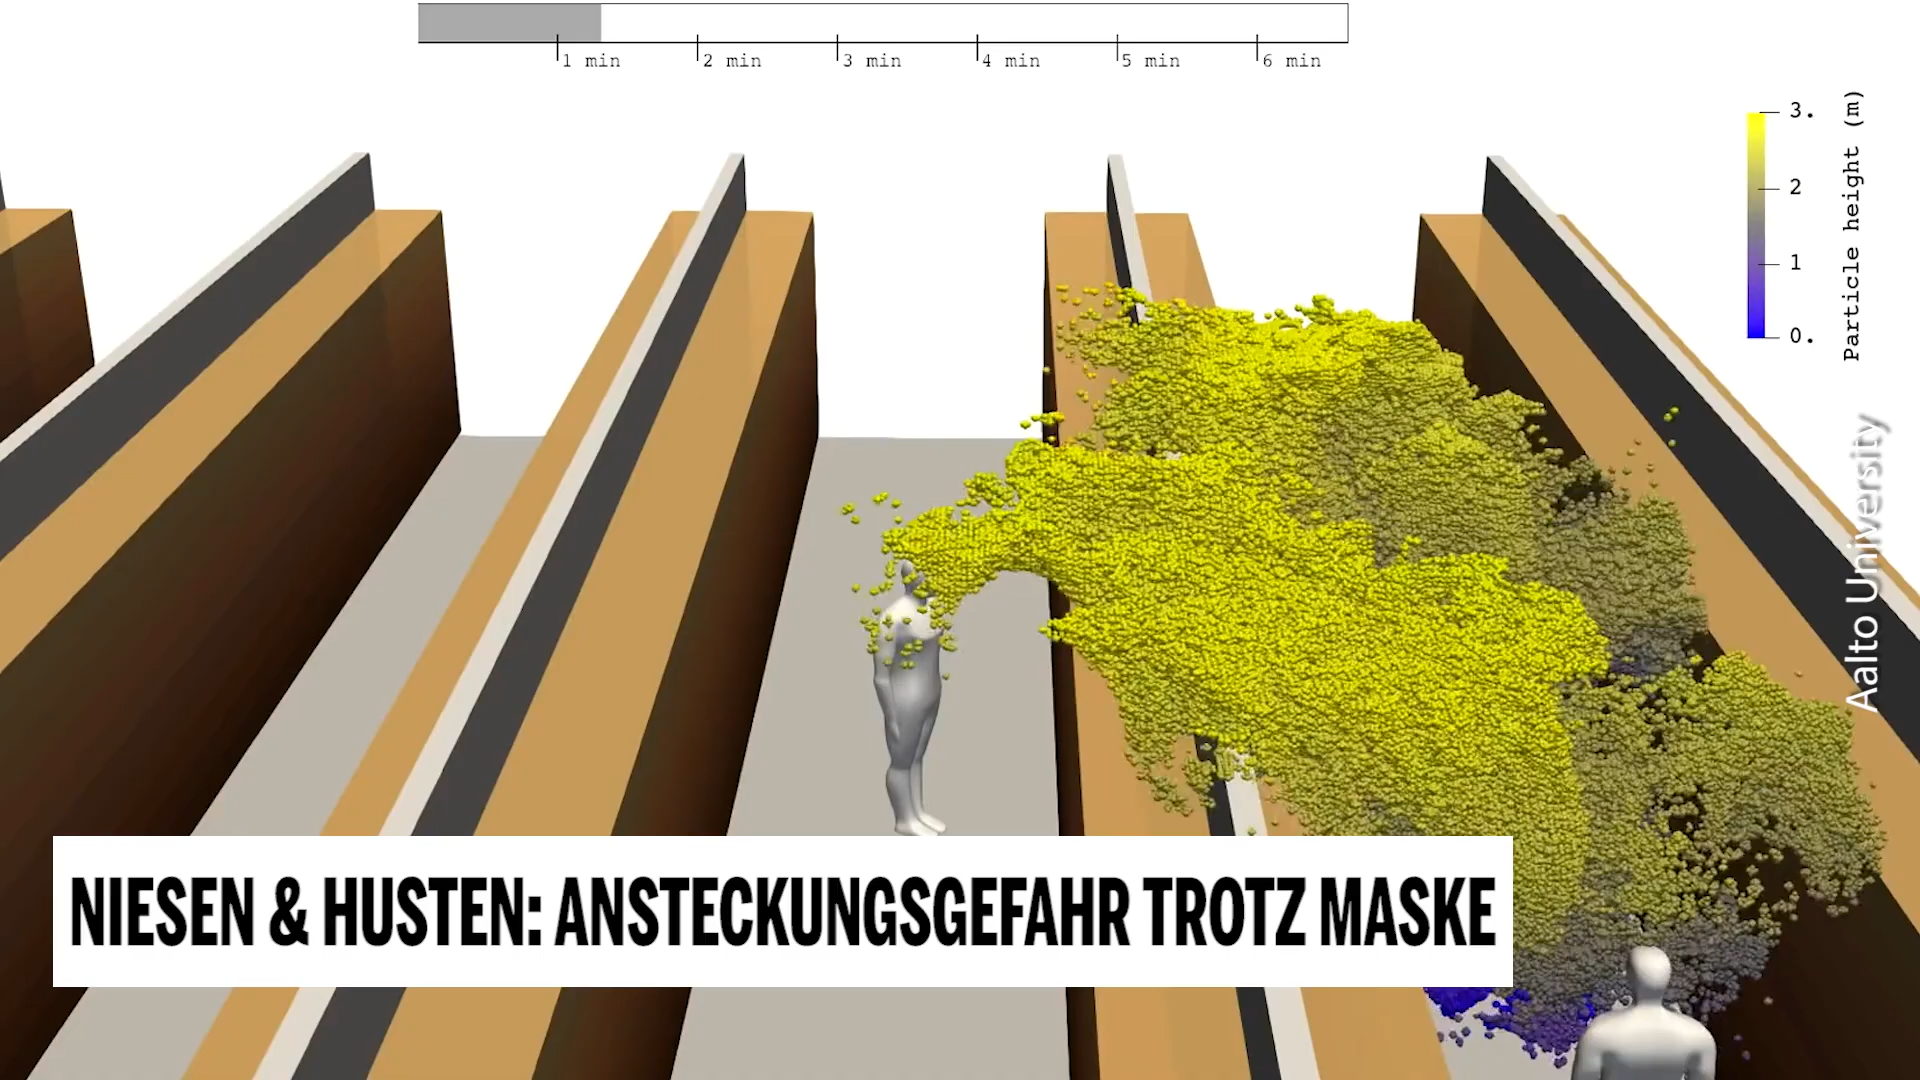 1 min 2 min 3 min 4 min 5 min 6 min
3.
2
1
0.
Particle height (m)
Aalto University
NIESEN & HUSTEN: ANSTECKUNGSGEFAHR TROTZ MASKE